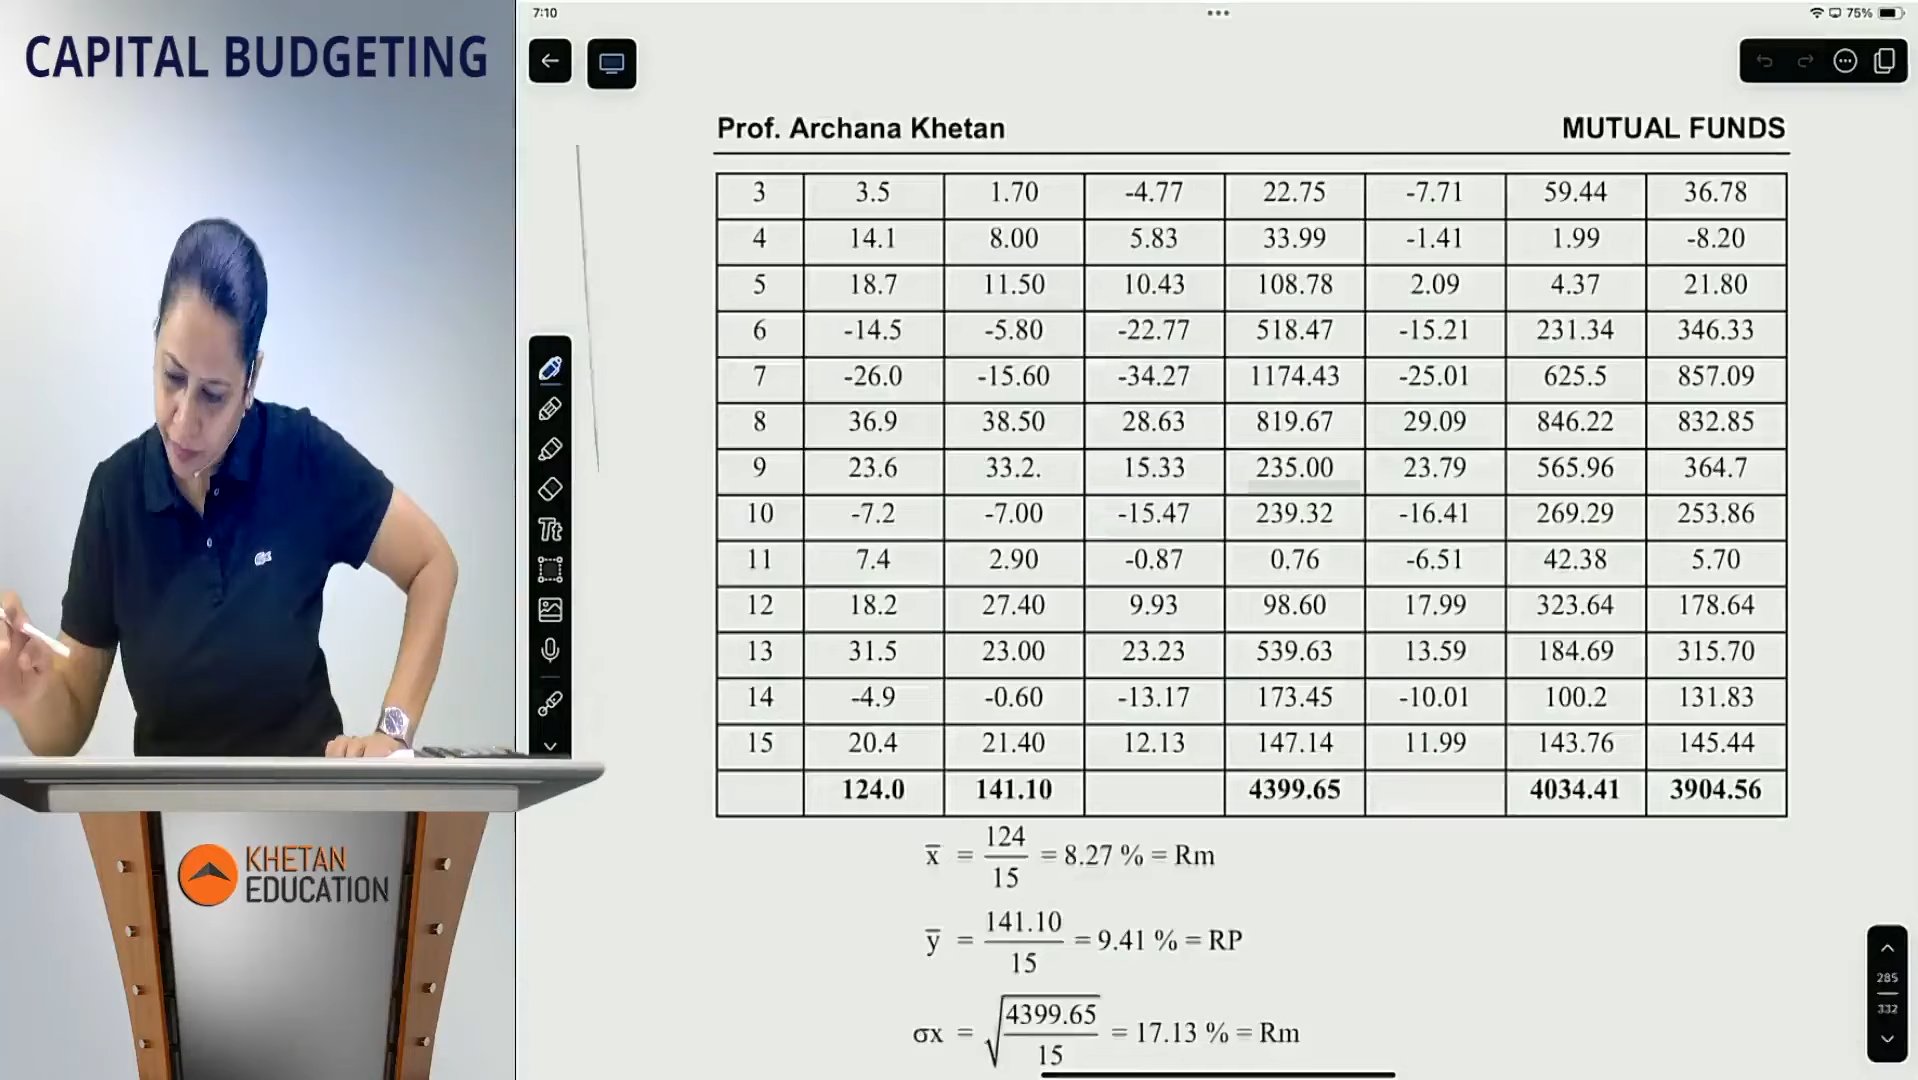 CAPITAL BUDGETING
7:10
75%
Prof. Archana Khetan MUTUAL FUNDS
3 3.5 1.70 -4.77 22.75 -7.71 59.44 36.78
4 14.1 8.00 5.83 33.99 -1.41 1.99 -8.20
5 18.7 11.50 10.43 108.78 2.09 4.37 21.80
6 -14.5 -5.80 -22.77 518.47 -15.21 231.34 346.33
7 -26.0 -15.60 -34.27 1174.43 -25.01 625.5 857.09
8 36.9 38.50 28.63 819.67 29.09 846.22 832.85
9 23.6 33.2. 15.33 235.00 23.79 565.96 364.7
10 -7.2 -7.00 -15.47 239.32 -16.41 269.29 253.86
11 7.4 2.90 -0.87 0.76 -6.51 42.38 5.70
12 18.2 27.40 9.93 98.60 17.99 323.64 178.64
13 31.5 23.00 23.23 539.63 13.59 184.69 315.70
14 -4.9 -0.60 -13.17 173.45 -10.01 100.2 131.83
15 20.4 21.40 12.13 147.14 11.99 143.76 145.44
124.0 141.10 4399.65 4034.41 3904.56
x̅ = 124/15 = 8.27 % = Rm
y̅ = 141.10/15 = 9.41 % = RP
σx = √4399.65/15 = 17.13 % = Rm
Tt
285
332
KHETAN
EDUCATION